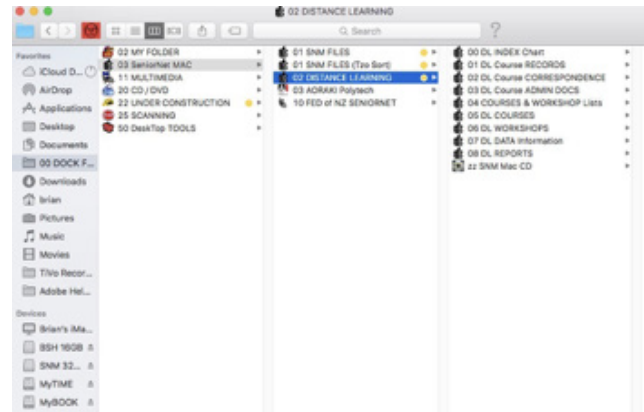 02 DISTANCE LEARNING
Search
?
Favorites
iCloud D...
AirDrop
Applications
Desktop
Documents
00 DOCK F...
Downloads
brian
Pictures
Music
Movies
TiVo Recor...
Adobe Hel...
Devices
Brian's iMa...
BSH 16GB
SNM 32...
MyTIME
MyBOOK
02 MY FOLDER
03 SeniorNet MAC
11 MULTIMEDIA
20 CD / DVD
22 UNDER CONSTRUCTION
25 SCANNING
50 DeskTop TOOLS
01 SNM FILES
01 SNM FILES (Tzo Sort)
02 DISTANCE LEARNING
03 AORAKI Polytech
10 FED of NZ SENIORNET
00 DL INDEX Chart
01 DL Course RECORDS
02 DL Course CORRESPONDENCE
03 DL Course ADMIN DOCS
04 COURSES & WORKSHOP Lists
05 DL COURSES
06 DL WORKSHOPS
07 DL DATA Information
08 DL REPORTS
zz SNM Mac CD